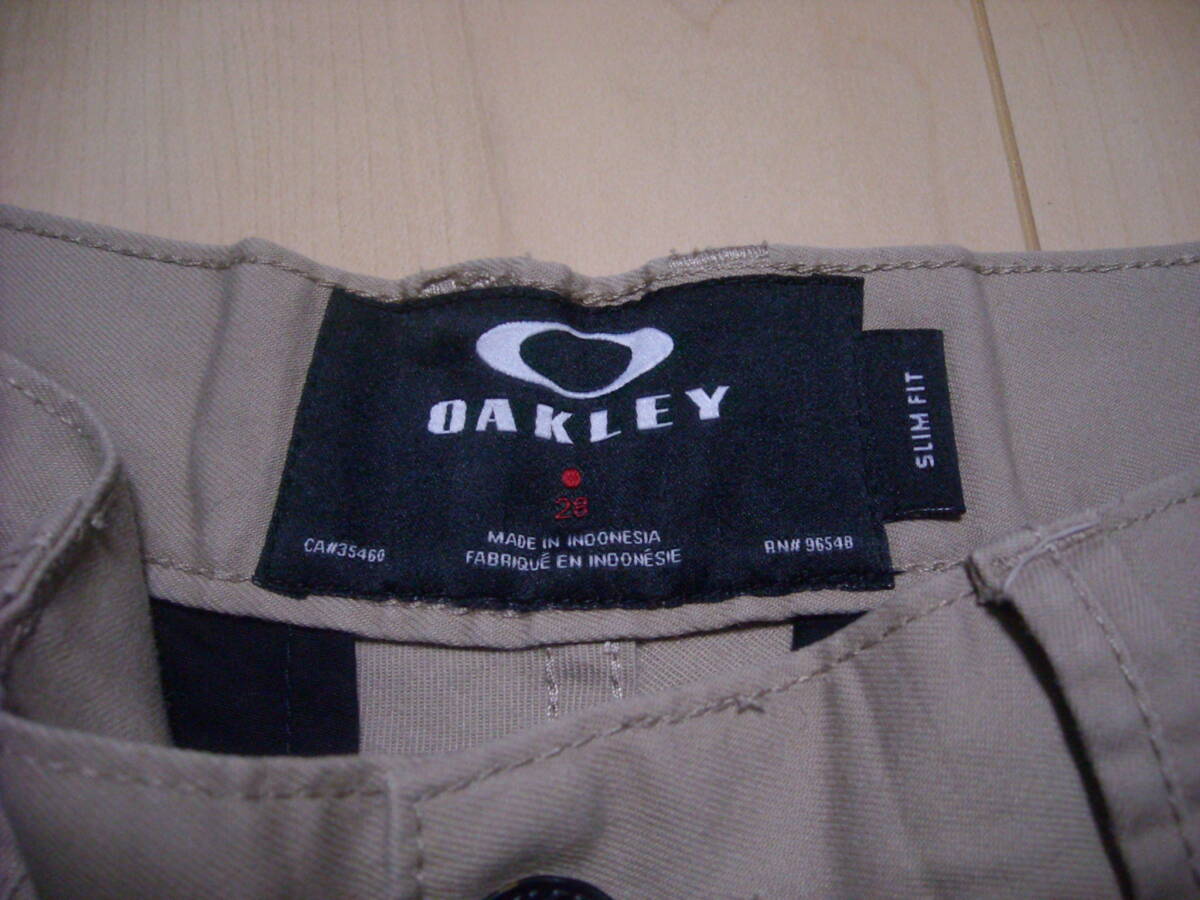 OAKLEY
28
MADE IN INDONESIA
FABRIQUÉ EN INDONÉSIE
CA#35460
RN# 96548
SLIM FIT